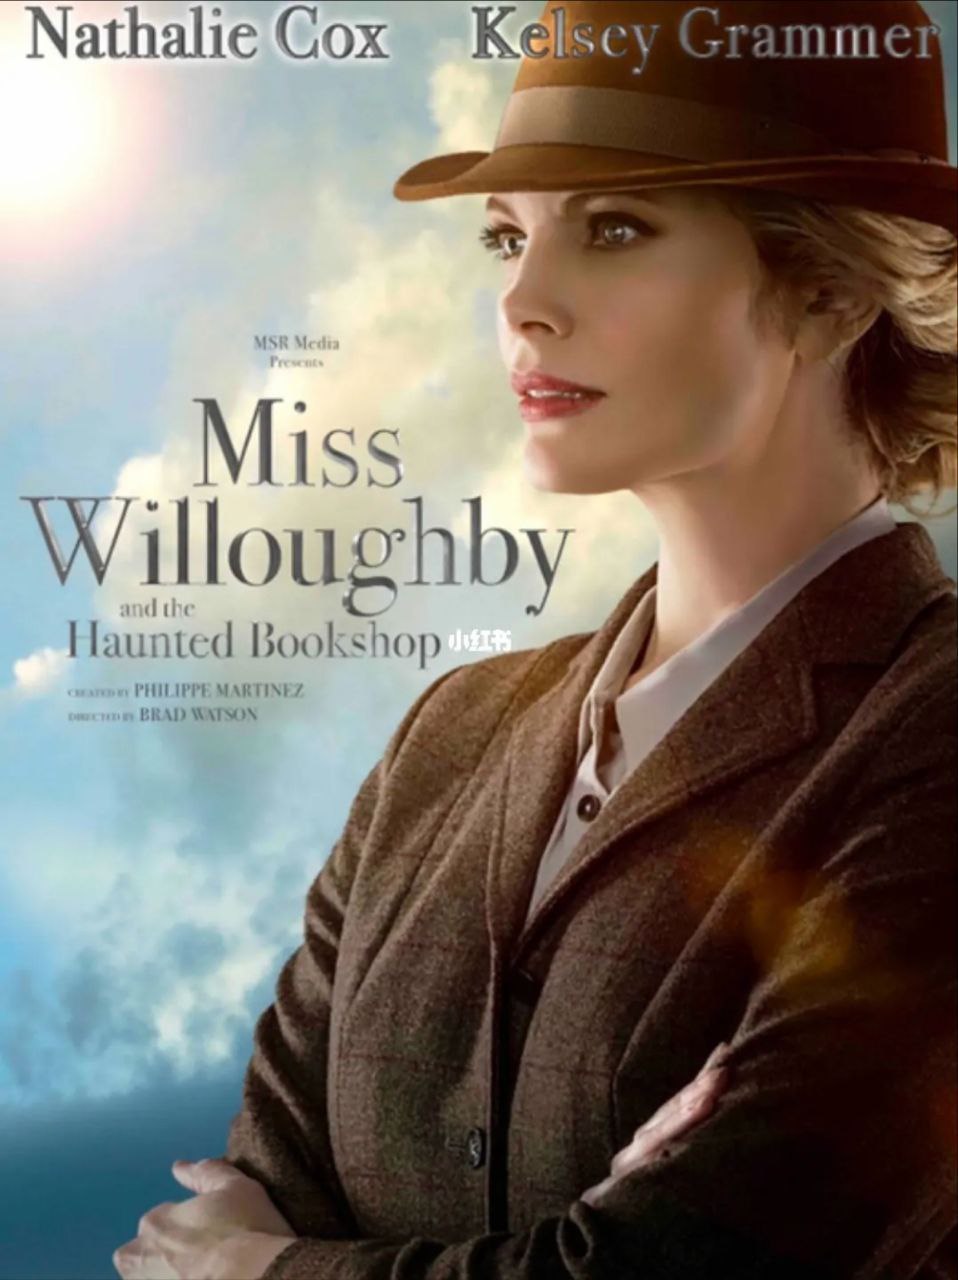 Nathalie Cox Kelsey Grammer
MSR Media
Presents
Miss
Willoughby
and the
Haunted Bookshop 小红书
CREATED BY PHILIPPE MARTINEZ
DIRECTED BY BRAD WATSON